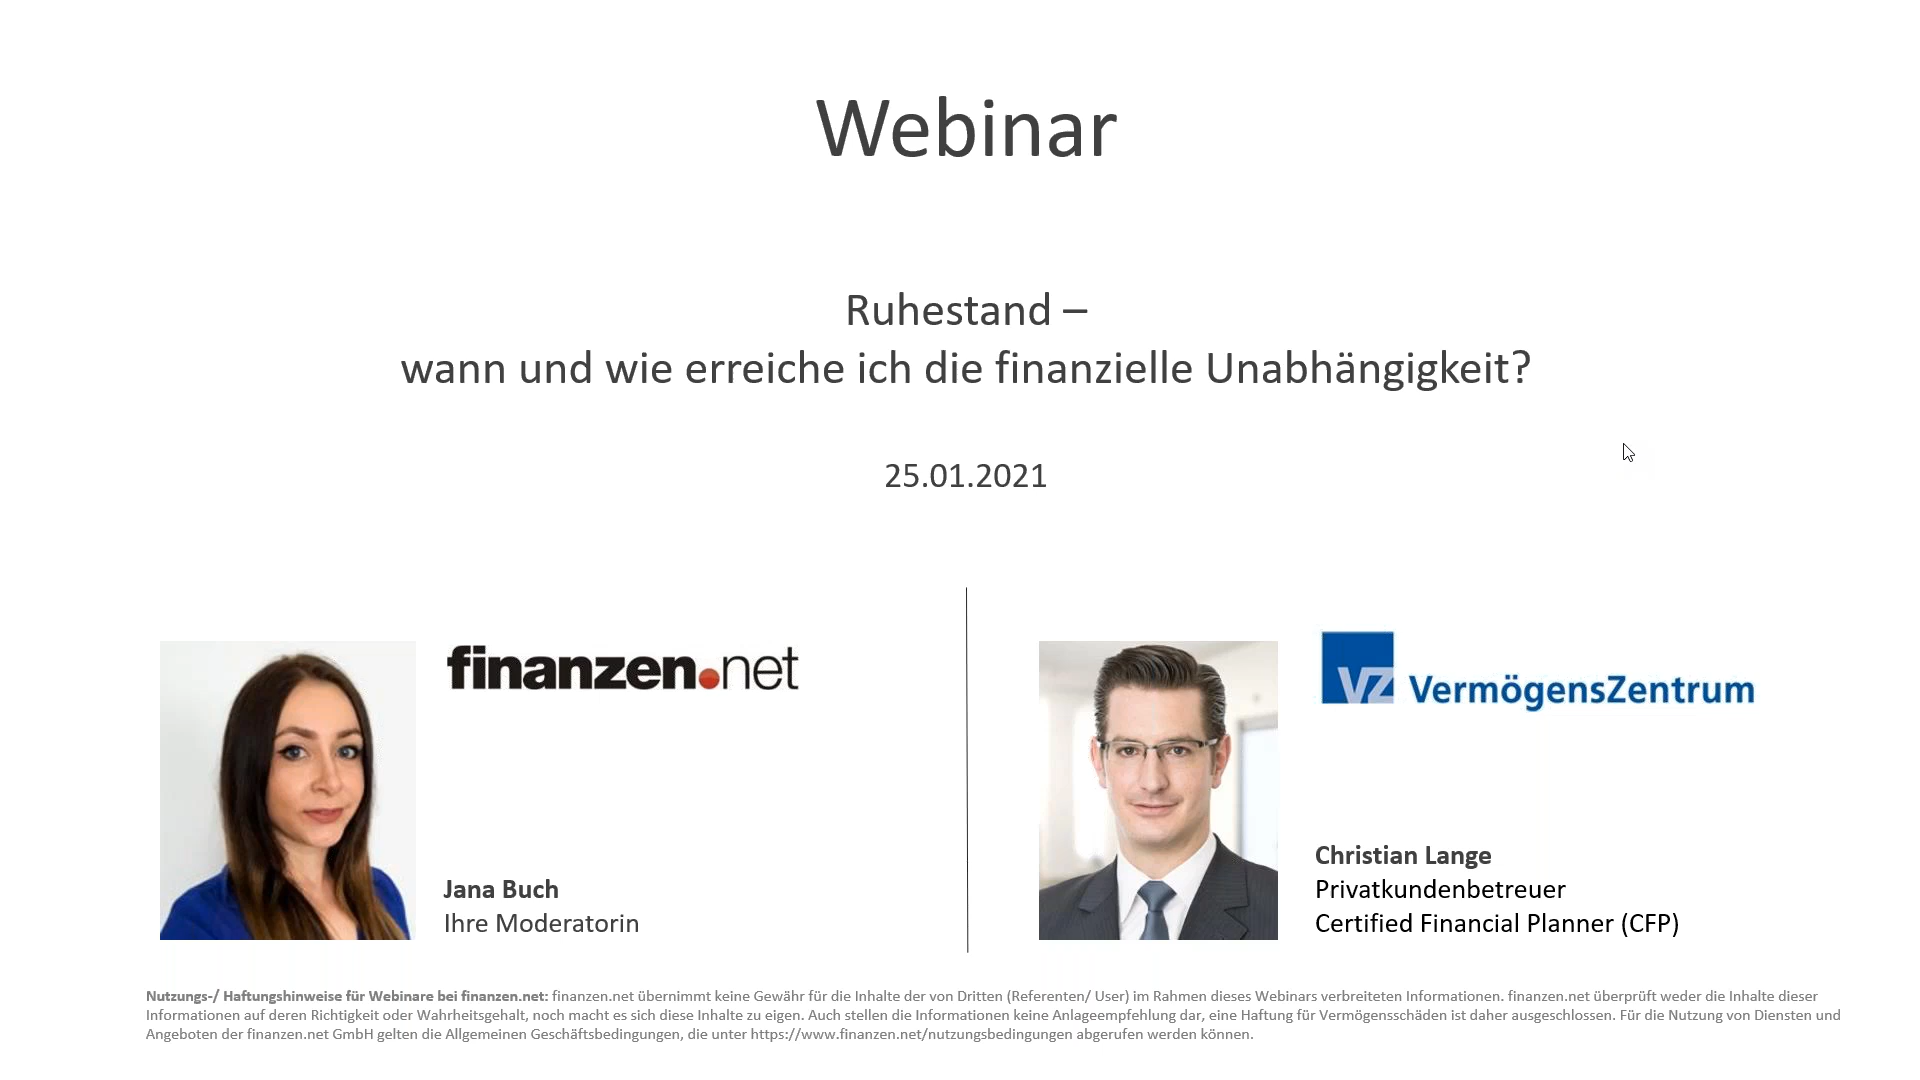 Webinar
Ruhestand –
wann und wie erreiche ich die finanzielle Unabhängigkeit?
25.01.2021
finanzen.net
Jana Buch
Ihre Moderatorin
VZ VermögensZentrum
Christian Lange
Privatkundenbetreuer
Certified Financial Planner (CFP)
Nutzungs-/ Haftungshinweise für Webinare bei finanzen.net: finanzen.net übernimmt keine Gewähr für die Inhalte der von Dritten (Referenten/ User) im Rahmen dieses Webinars verbreiteten Informationen. finanzen.net überprüft weder die Inhalte dieser
Informationen auf deren Richtigkeit oder Wahrheitsgehalt, noch macht es sich diese Inhalte zu eigen. Auch stellen die Informationen keine Anlageempfehlung dar, eine Haftung für Vermögensschäden ist daher ausgeschlossen. Für die Nutzung von Diensten und
Angeboten der finanzen.net GmbH gelten die Allgemeinen Geschäftsbedingungen, die unter https://www.finanzen.net/nutzungsbedingungen abgerufen werden können.